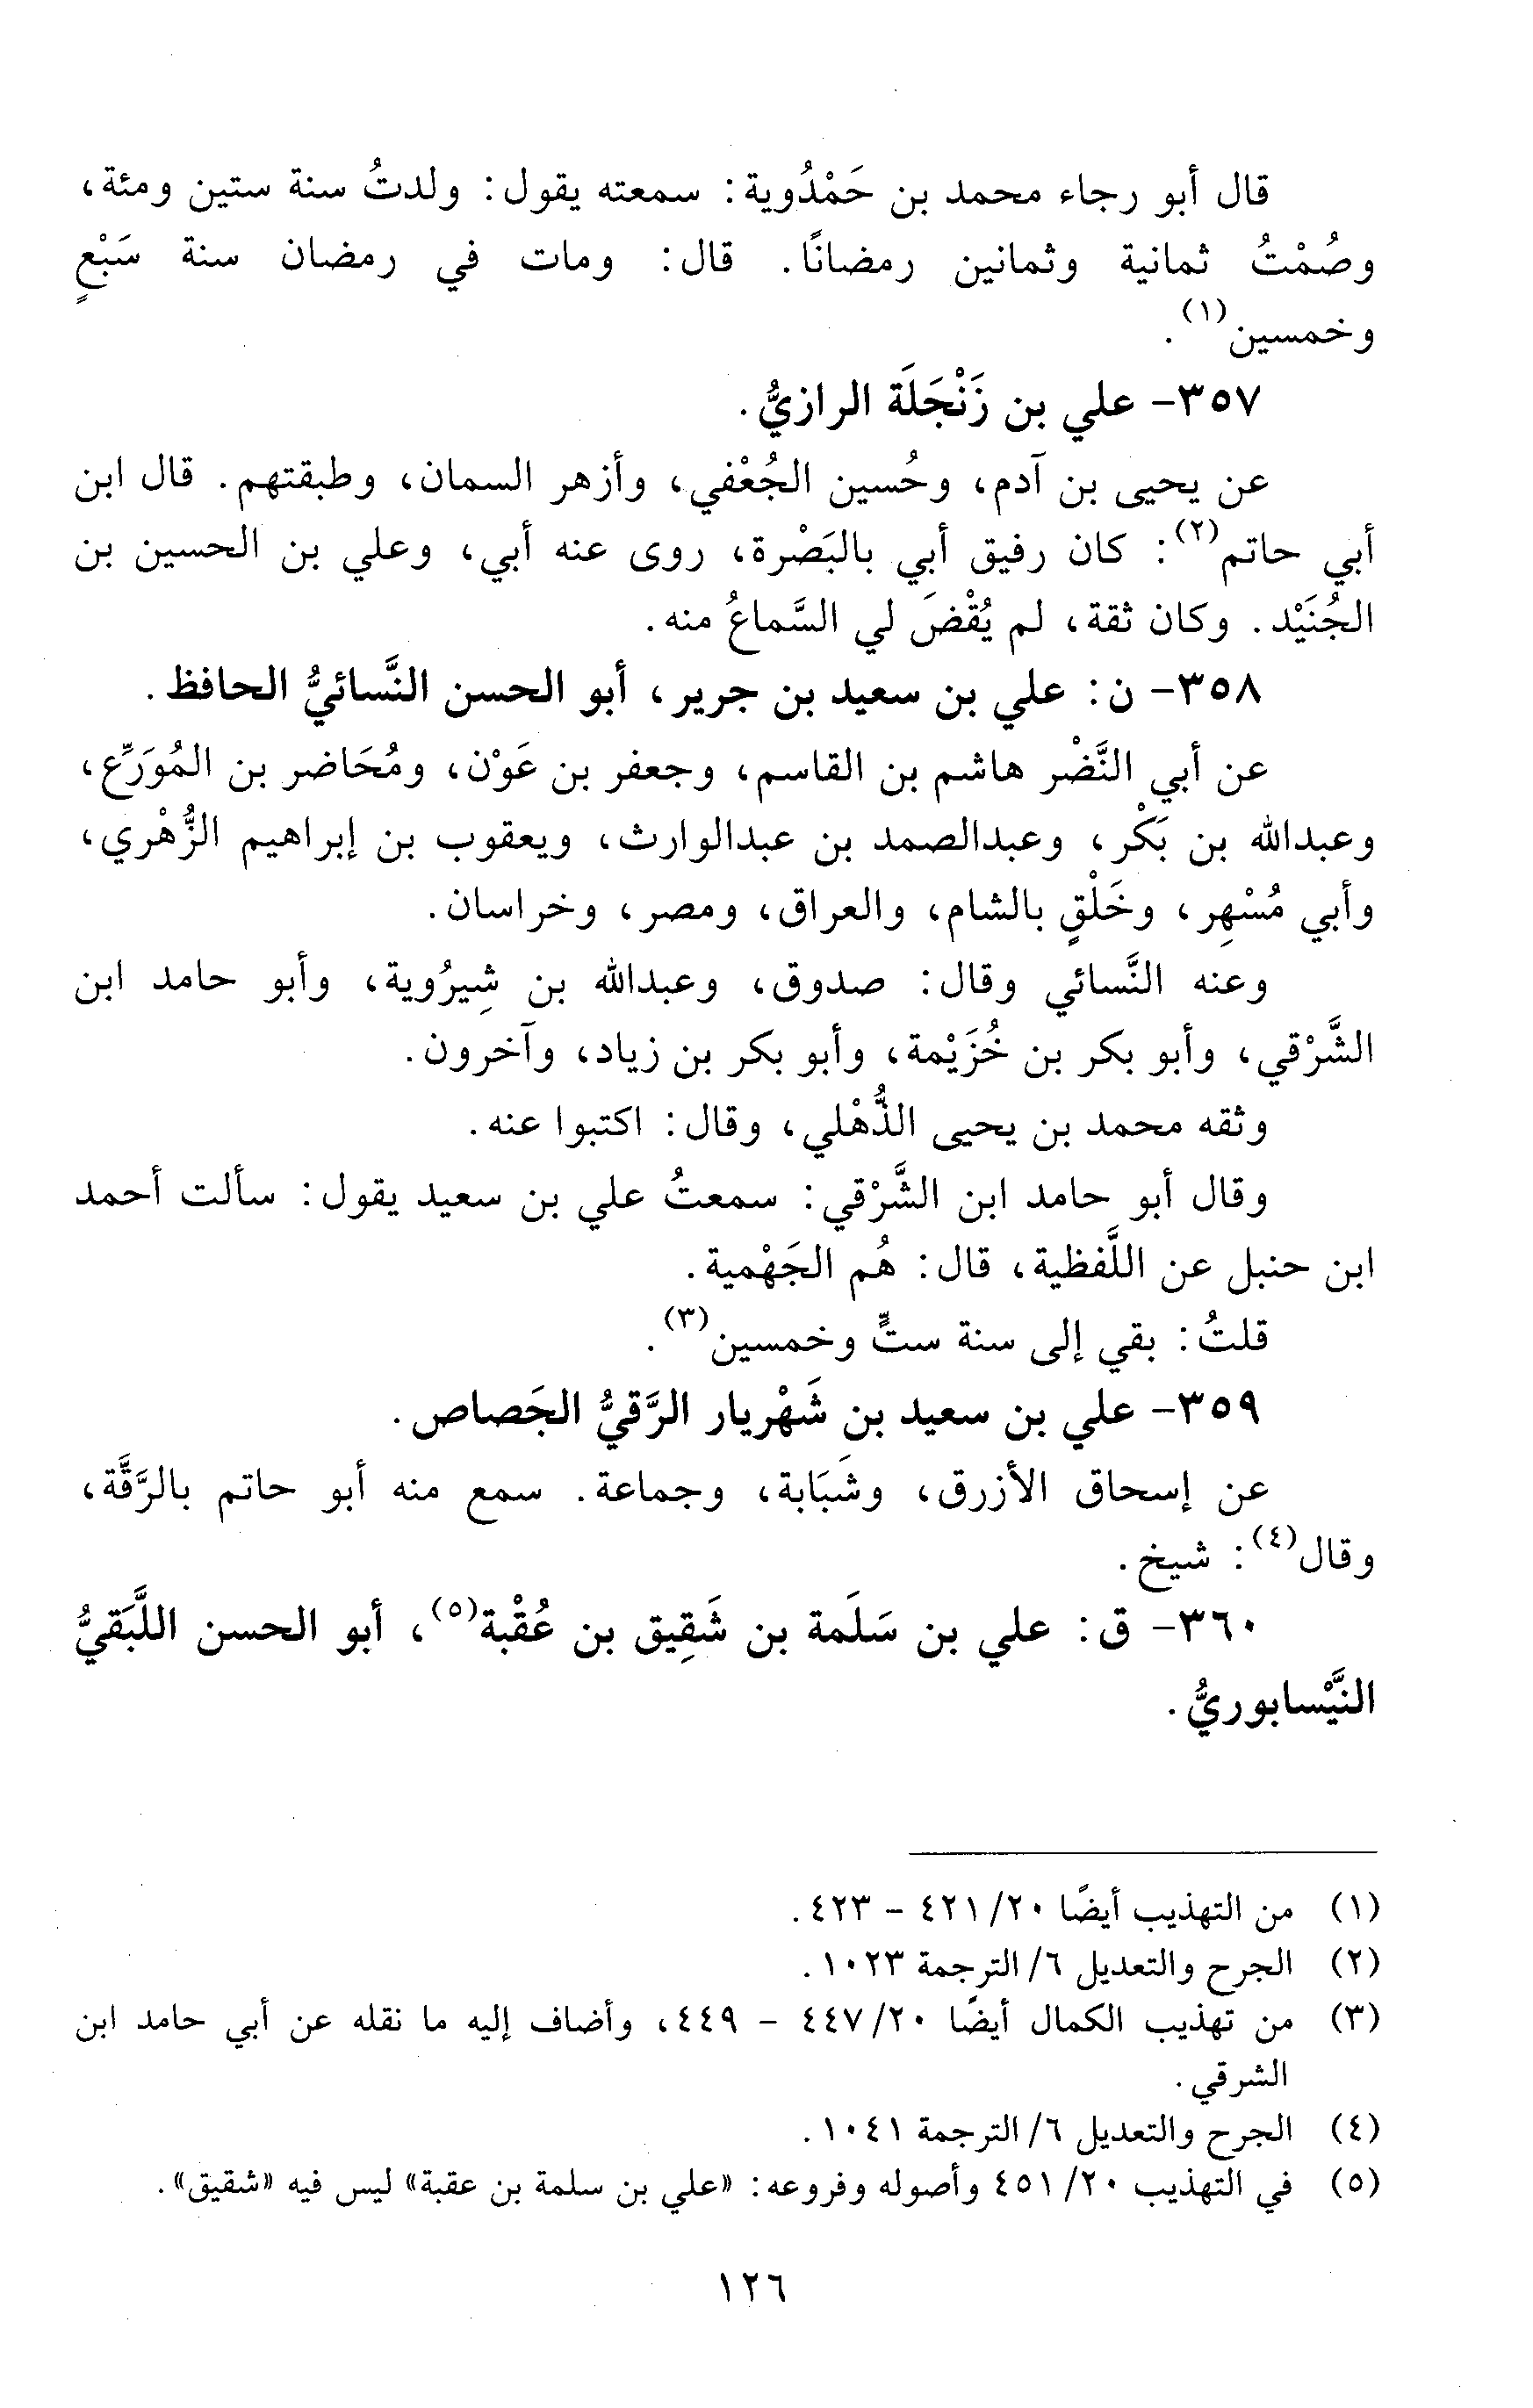 قال أبو رجاء محمد بن حَمْدُوية: سمعته يقول: ولدتُ سنة ستين ومئة،
وصُمْتُ ثمانية وثمانين رمضانًا. قال: ومات في رمضان سنة سَبْعٍ
وخمسين(١).
٣٥٧- علي بن زَنْجَلَة الرازيُّ.
عن يحيى بن آدم، وحُسين الجُعْفي، وأزهر السمان، وطبقتهم. قال ابن
أبي حاتم(٢): كان رفيق أبي بالبَصْرة، روى عنه أبي، وعلي بن الحسين بن
الجُنَيْد. وكان ثقة، لم يُقْضَ لي السَّماعُ منه.
٣٥٨- ن: علي بن سعيد بن جرير، أبو الحسن النَّسائيُّ الحافظ.
عن أبي النَّضْر هاشم بن القاسم، وجعفر بن عَوْن، ومُحَاضر بن المُوَرِّع،
وعبدالله بن بَكْر، وعبدالصمد بن عبدالوارث، ويعقوب بن إبراهيم الزُّهْري،
وأبي مُسْهِر، وخَلْقٍ بالشام، والعراق، ومصر، وخراسان.
وعنه النَّسائي وقال: صدوق، وعبدالله بن شِيرُوية، وأبو حامد ابن
الشَّرْقي، وأبو بكر بن خُزَيْمة، وأبو بكر بن زياد، وآخرون.
وثقه محمد بن يحيى الذُّهْلي، وقال: اكتبوا عنه.
وقال أبو حامد ابن الشَّرْقي: سمعتُ علي بن سعيد يقول: سألت أحمد
ابن حنبل عن اللَّفظية، قال: هُم الجَهْمية.
قلتُ: بقي إلى سنة ستٍّ وخمسين(٣).
٣٥٩- علي بن سعيد بن شَهْريار الرَّقيُّ الجَصاص.
عن إسحاق الأزرق، وشَبَابة، وجماعة. سمع منه أبو حاتم بالرَّقَّة،
وقال(٤): شيخ.
٣٦٠- ق: علي بن سَلَمة بن شَقِيق بن عُقْبة(٥)، أبو الحسن اللَّبَقيُّ
النَّيْسابوريُّ.
(١) من التهذيب أيضًا ٢٠/ ٤٢١ - ٤٢٣.
(٢) الجرح والتعديل ٦/ الترجمة ١٠٢٣.
(٣) من تهذيب الكمال أيضًا ٢٠/ ٤٤٧ - ٤٤٩، وأضاف إليه ما نقله عن أبي حامد ابن
الشرقي.
(٤) الجرح والتعديل ٦/ الترجمة ١٠٤١.
(٥) في التهذيب ٢٠/ ٤٥١ وأصوله وفروعه: «علي بن سلمة بن عقبة» ليس فيه «شقيق».
١٢٦